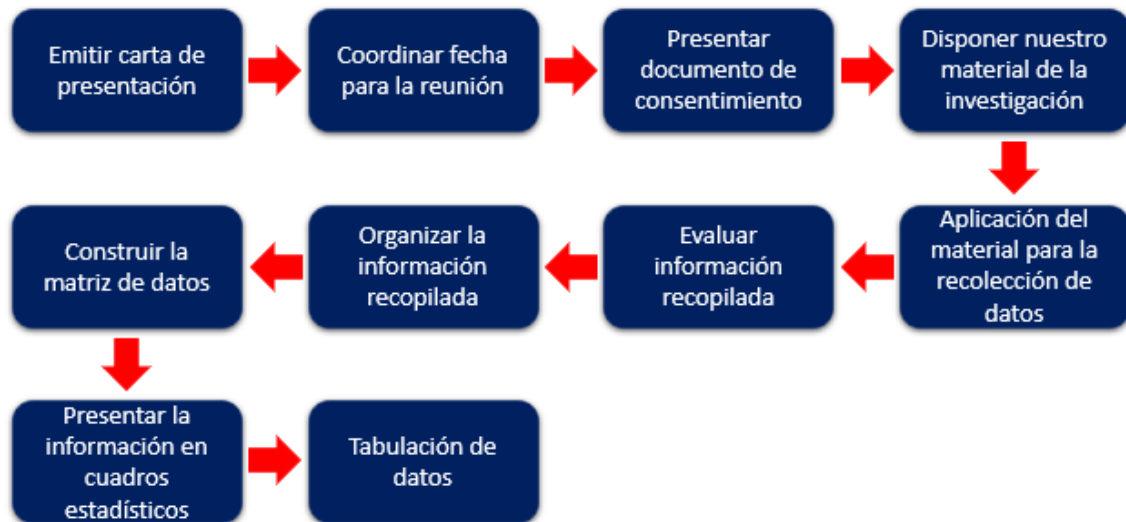 Emitir carta de
presentación
Coordinar fecha
para la reunión
Presentar
documento de
consentimiento
Disponer nuestro
material de la
investigación
Aplicación del
material para la
recolección de
datos
Evaluar
información
recopilada
Organizar la
información
recopilada
Construir la
matriz de datos
Presentar la
información en
cuadros
estadísticos
Tabulación de
datos